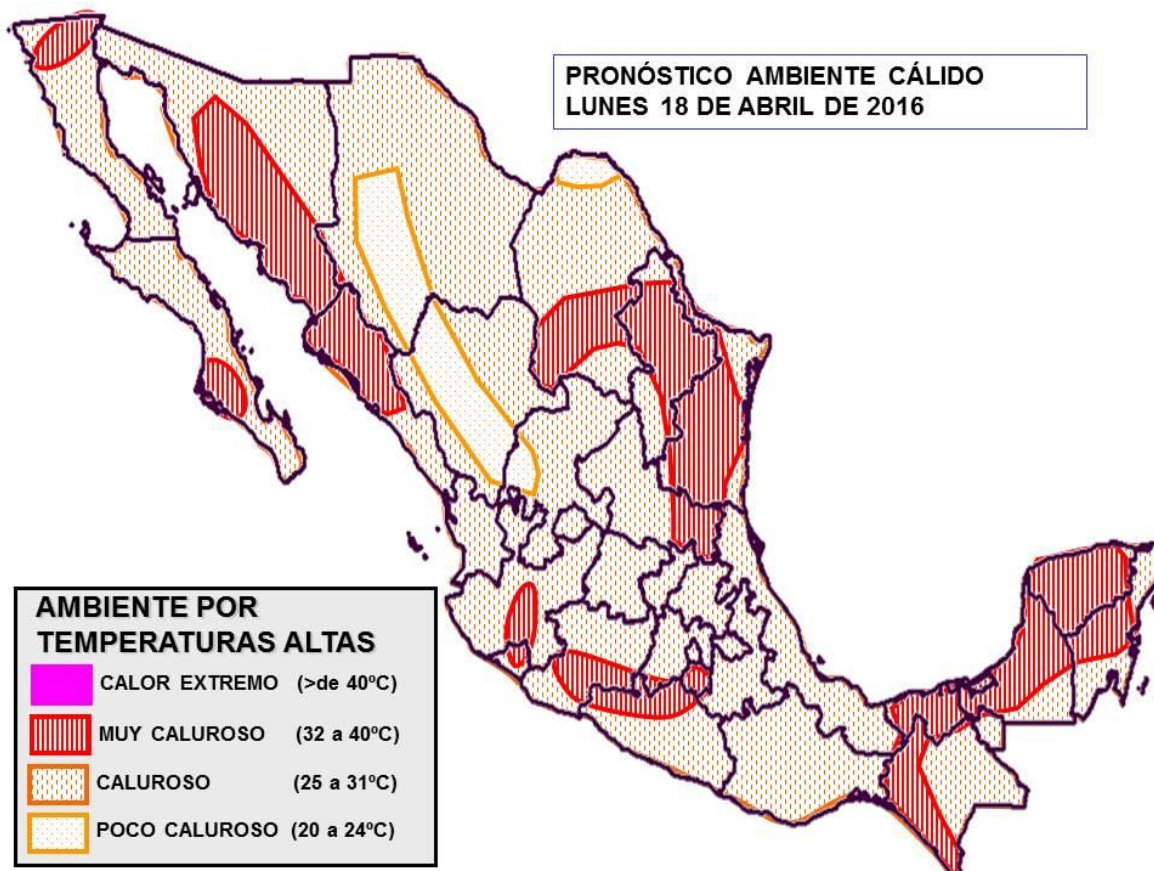 PRONÓSTICO AMBIENTE CÁLIDO
LUNES 18 DE ABRIL DE 2016
AMBIENTE POR
TEMPERATURAS ALTAS
CALOR EXTREMO (>de 40ºC)
MUY CALUROSO (32 a 40ºC)
CALUROSO (25 a 31ºC)
POCO CALUROSO (20 a 24ºC)